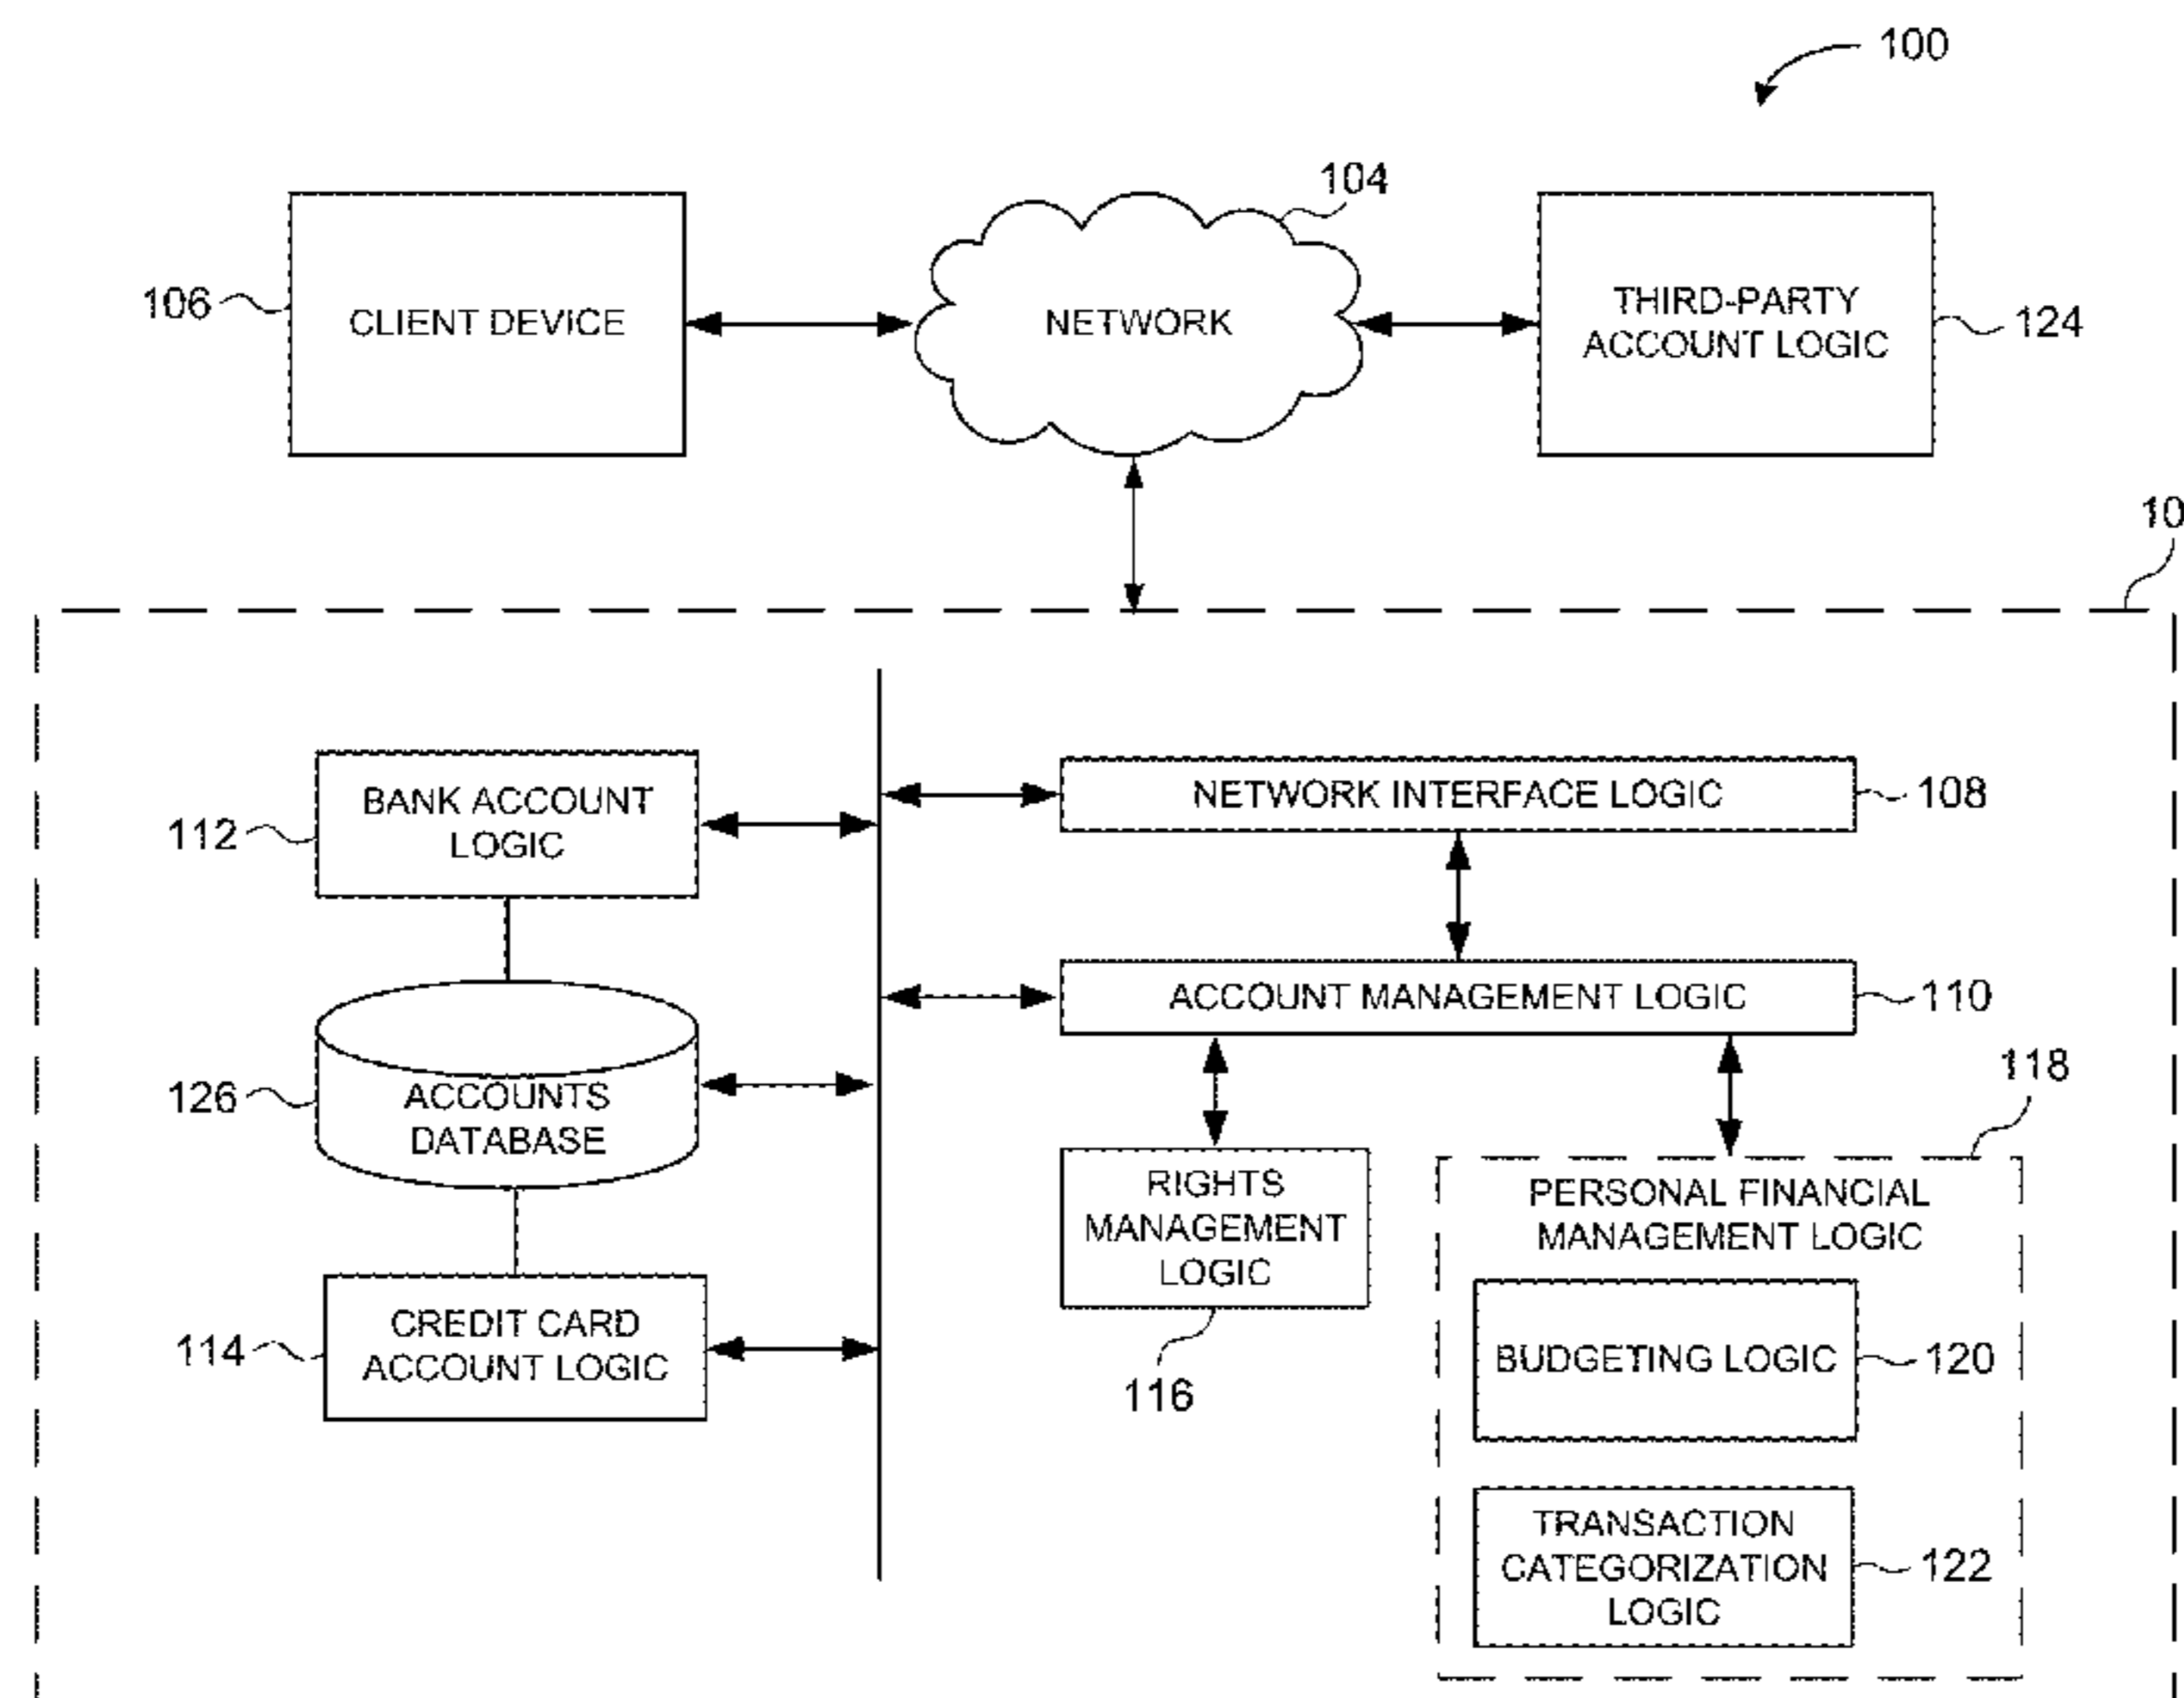 100
104
106
CLIENT DEVICE
NETWORK
THIRD-PARTY
ACCOUNT LOGIC
124
10
BANK ACCOUNT
LOGIC
112
NETWORK INTERFACE LOGIC
108
ACCOUNT MANAGEMENT LOGIC
110
126
ACCOUNTS
DATABASE
118
RIGHTS
MANAGEMENT
LOGIC
116
PERSONAL FINANCIAL
MANAGEMENT LOGIC
114
CREDIT CARD
ACCOUNT LOGIC
BUDGETING LOGIC
120
TRANSACTION
CATEGORIZATION
LOGIC
122